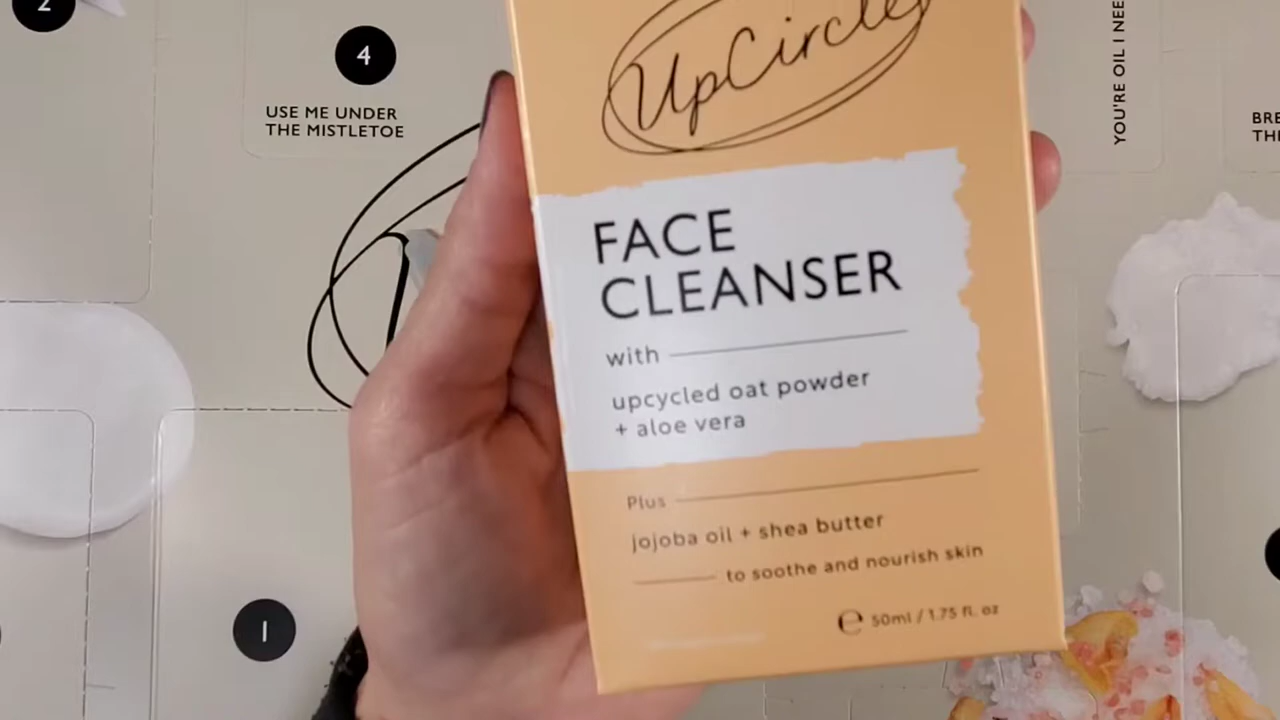 2
4
USE ME UNDER
THE MISTLETOE
UpCircle
FACE
CLEANSER
with
upcycled oat powder
+ aloe vera
Plus
jojoba oil + shea butter
to soothe and nourish skin
℮ 50ml / 1.75 fl. oz
YOU'RE OIL I NEE
1